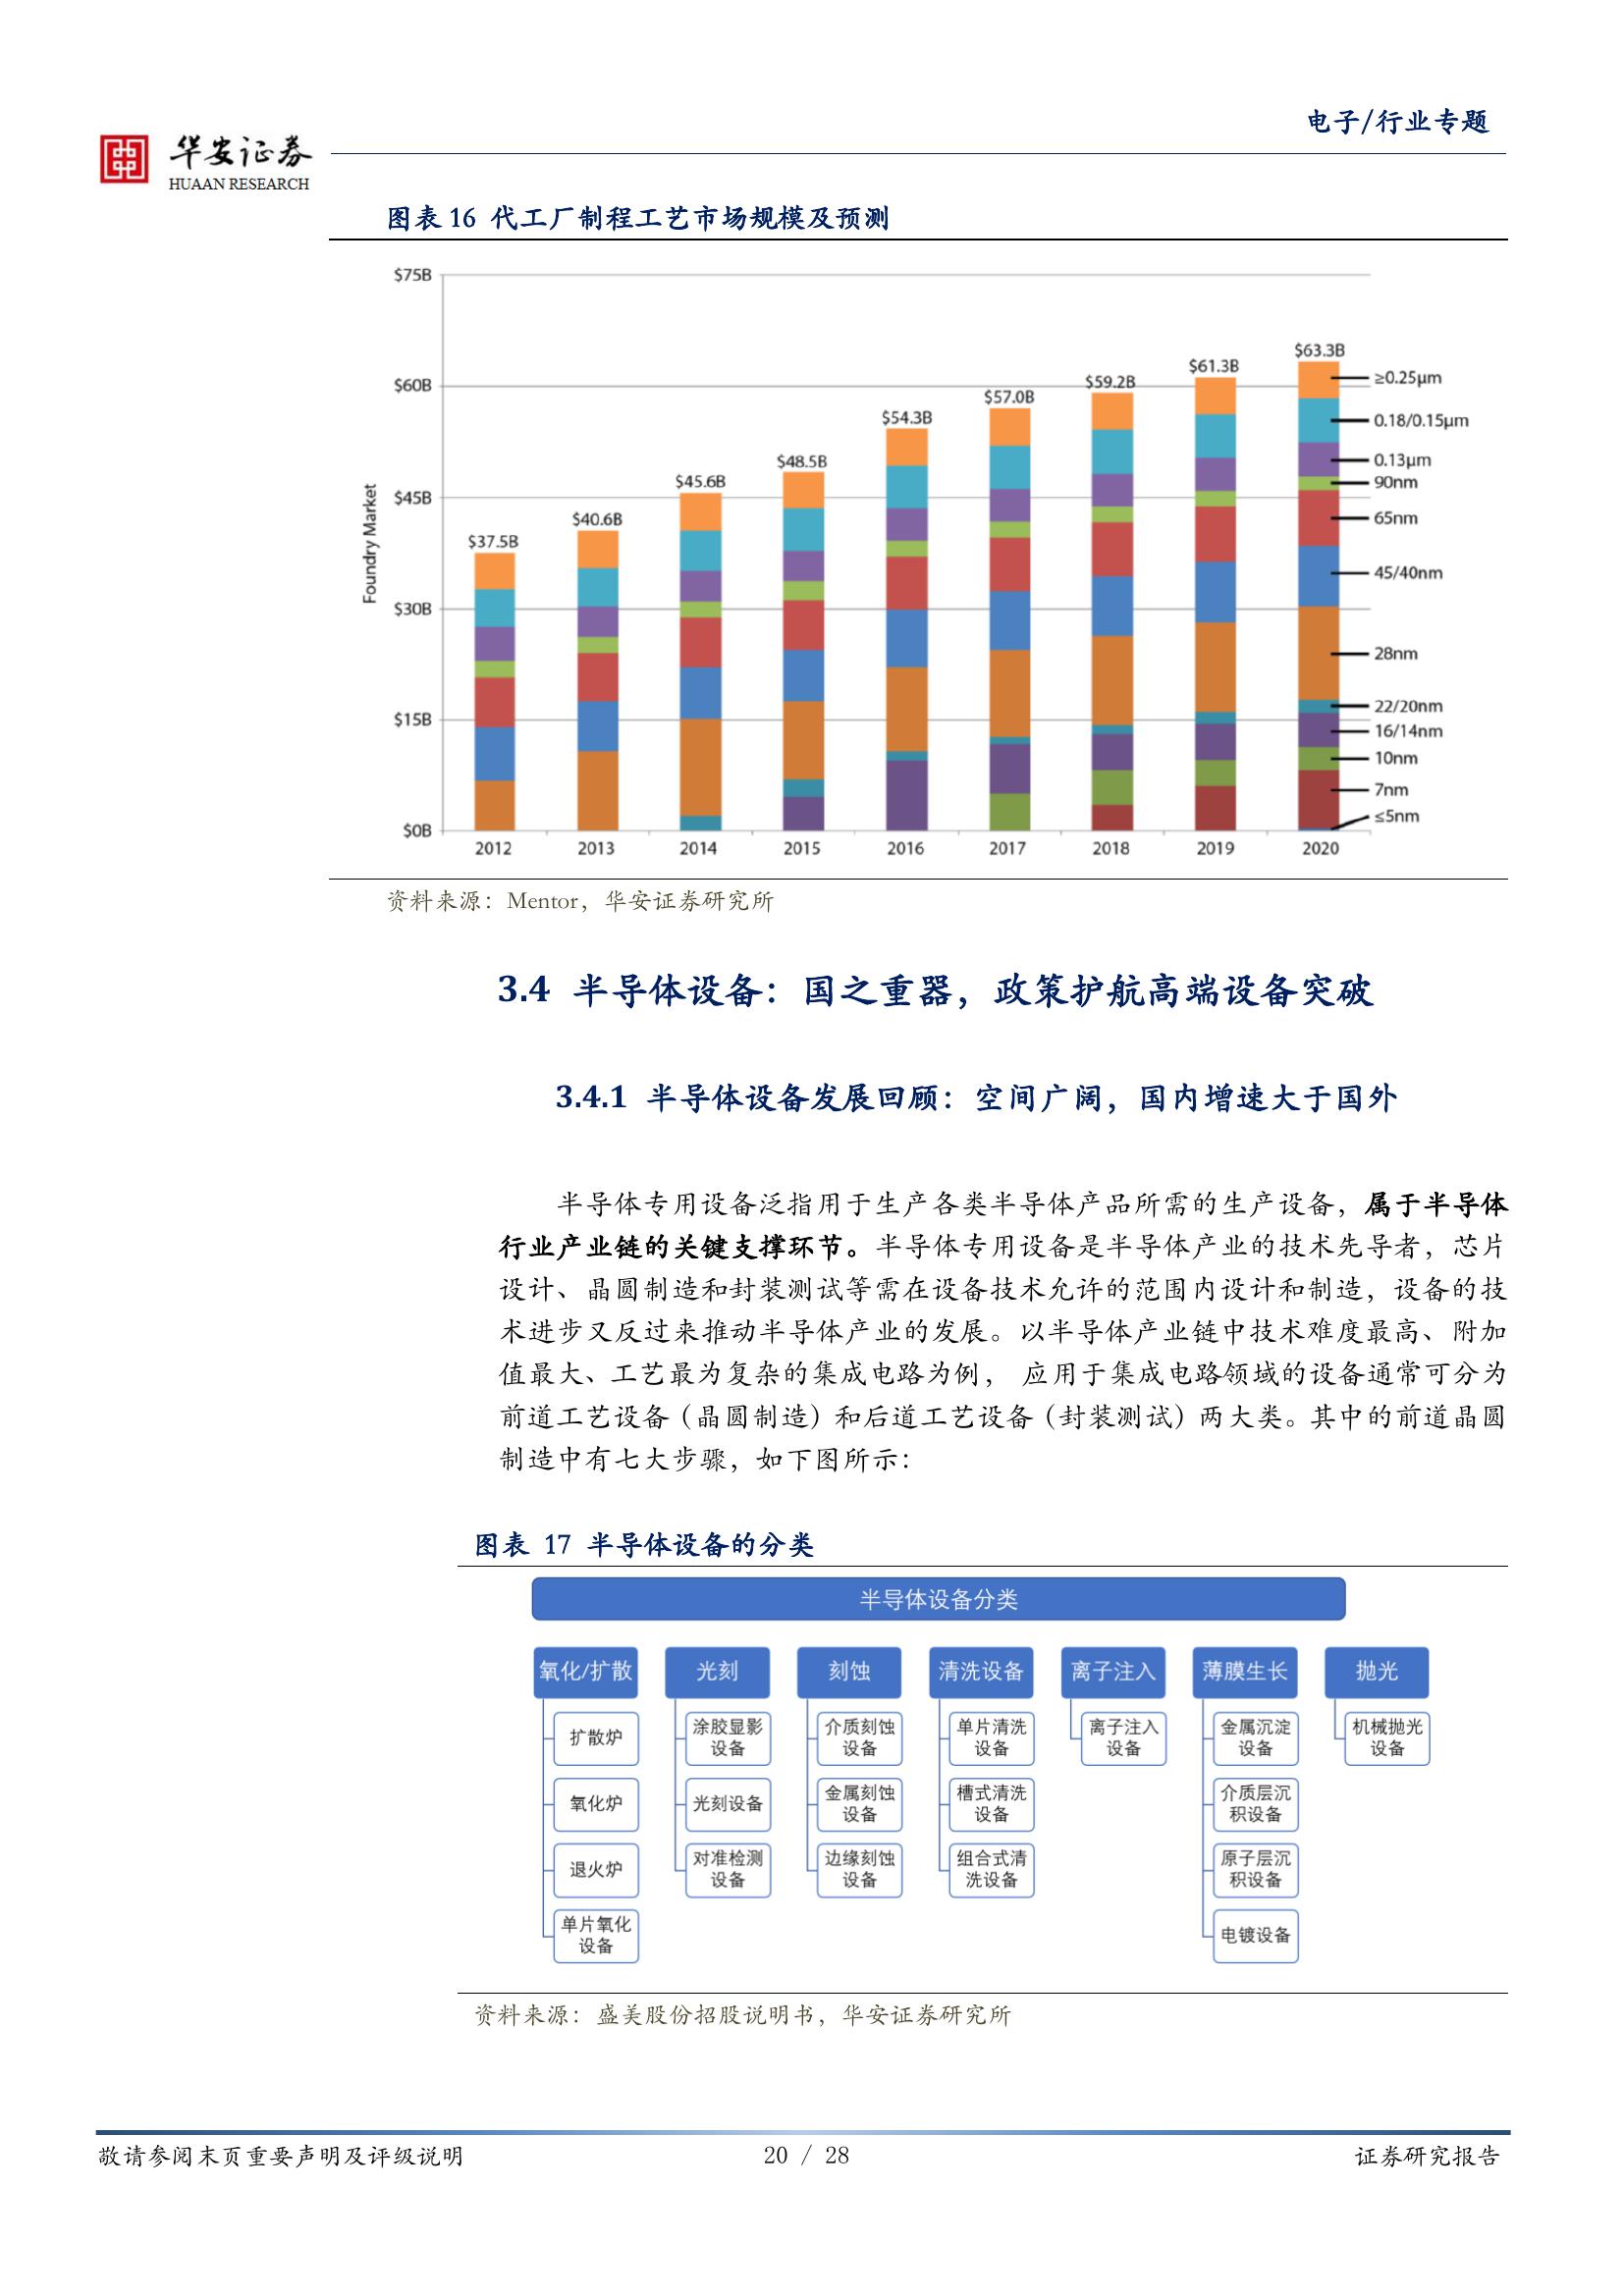 电子/行业专题
华安证券
HUAAN RESEARCH
图表 16 代工厂制程工艺市场规模及预测
Foundry Market
$75B
$60B
$45B
$30B
$15B
$0B
$37.5B
$40.6B
$45.6B
$48.5B
$54.3B
$57.0B
$59.2B
$61.3B
$63.3B
≥0.25μm
0.18/0.15μm
0.13μm
90nm
65nm
45/40nm
28nm
22/20nm
16/14nm
10nm
7nm
≤5nm
2012 2013 2014 2015 2016 2017 2018 2019 2020
资料来源：Mentor，华安证券研究所
3.4 半导体设备：国之重器，政策护航高端设备突破
3.4.1 半导体设备发展回顾：空间广阔，国内增速大于国外
半导体专用设备泛指用于生产各类半导体产品所需的生产设备，属于半导体
行业产业链的关键支撑环节。半导体专用设备是半导体产业的技术先导者，芯片
设计、晶圆制造和封装测试等需在设备技术允许的范围内设计和制造，设备的技
术进步又反过来推动半导体产业的发展。以半导体产业链中技术难度最高、附加
值最大、工艺最为复杂的集成电路为例， 应用于集成电路领域的设备通常可分为
前道工艺设备（晶圆制造）和后道工艺设备（封装测试）两大类。其中的前道晶圆
制造中有七大步骤，如下图所示：
图表 17 半导体设备的分类
半导体设备分类
氧化/扩散
扩散炉
氧化炉
退火炉
单片氧化
设备
光刻
涂胶显影
设备
光刻设备
对准检测
设备
刻蚀
介质刻蚀
设备
金属刻蚀
设备
边缘刻蚀
设备
清洗设备
单片清洗
设备
槽式清洗
设备
组合式清
洗设备
离子注入
离子注入
设备
薄膜生长
金属沉淀
设备
介质层沉
积设备
原子层沉
积设备
电镀设备
抛光
机械抛光
设备
资料来源：盛美股份招股说明书，华安证券研究所
敬请参阅末页重要声明及评级说明
20 / 28
证券研究报告